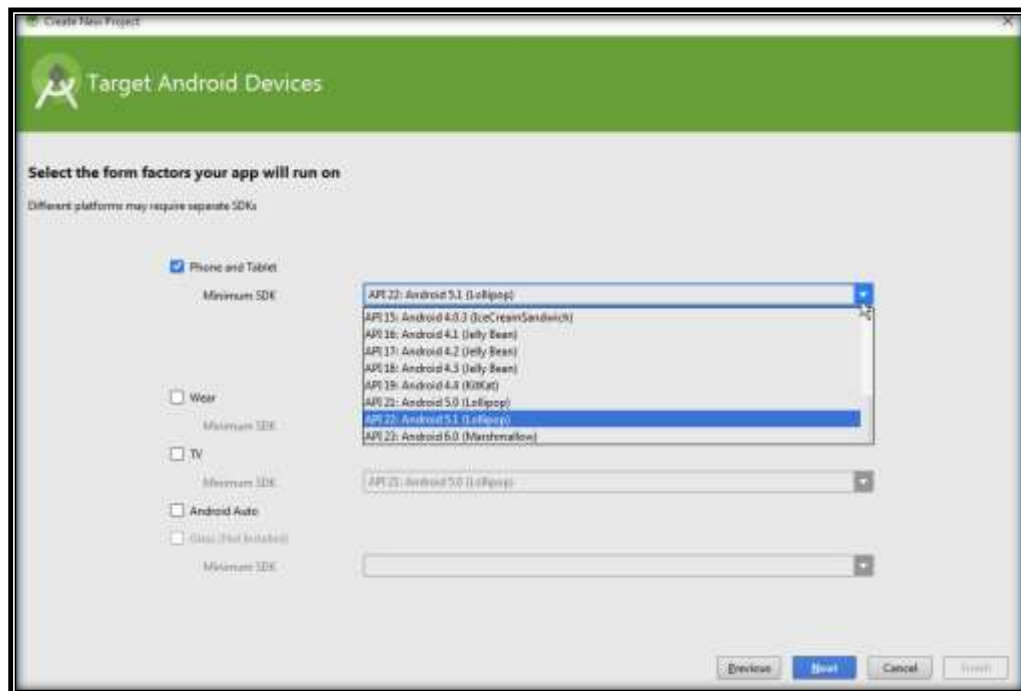 Create New Project
Target Android Devices
Select the form factors your app will run on
Different platforms may require separate SDKs
Phone and Tablet
Minimum SDK
API 22: Android 5.1 (Lollipop)
API 15: Android 4.0.3 (IceCreamSandwich)
API 16: Android 4.1 (Jelly Bean)
API 17: Android 4.2 (Jelly Bean)
API 18: Android 4.3 (Jelly Bean)
API 19: Android 4.4 (KitKat)
API 21: Android 5.0 (Lollipop)
API 22: Android 5.1 (Lollipop)
API 23: Android 6.0 (Marshmallow)
Wear
Minimum SDK
TV
Minimum SDK
API 21: Android 5.0 (Lollipop)
Android Auto
Glass (Not Installed)
Minimum SDK
Previous
Next
Cancel
Finish